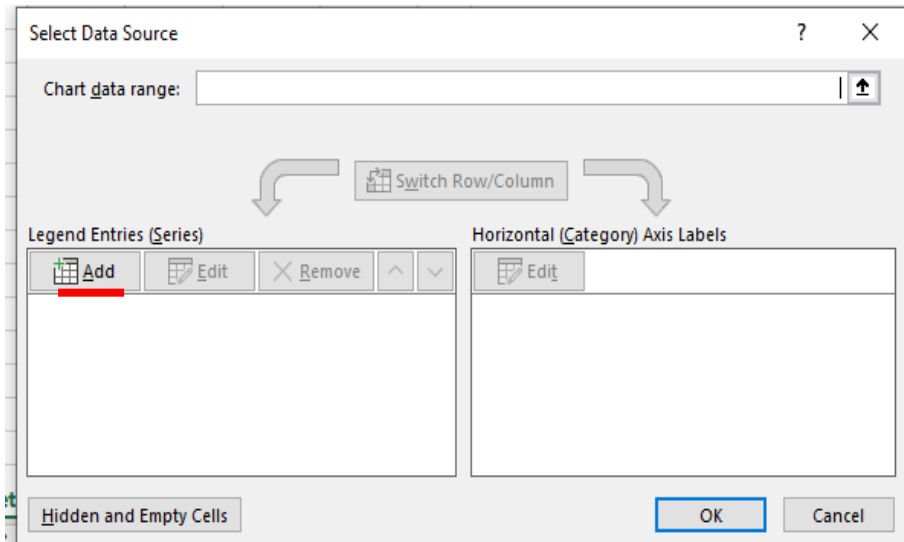 Select Data Source ?
Chart data range:
Switch Row/Column
Legend Entries (Series)
Horizontal (Category) Axis Labels
Add Edit Remove
Edit
Hidden and Empty Cells
OK Cancel